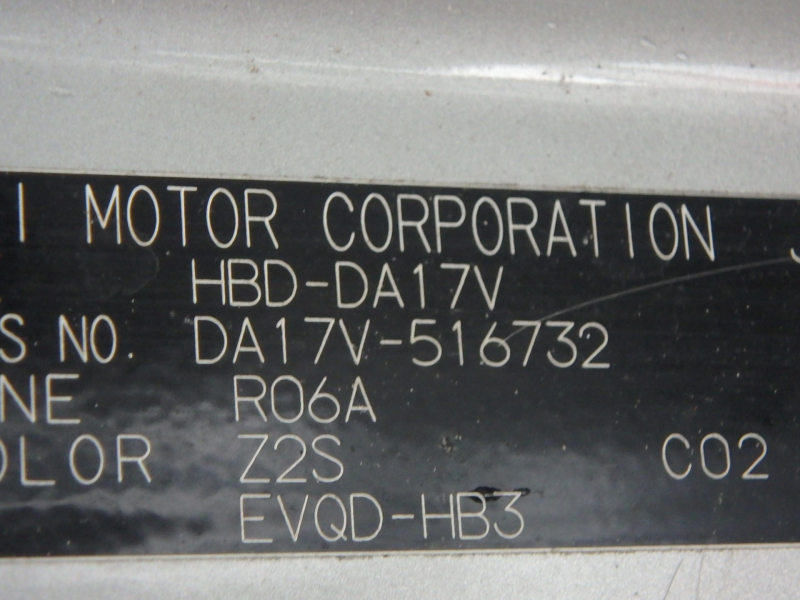 I MOTOR CORPORATION
HBD-DA17V
S NO. DA17V-516732
NE R06A
OLOR Z2S C02
EVQD-HB3